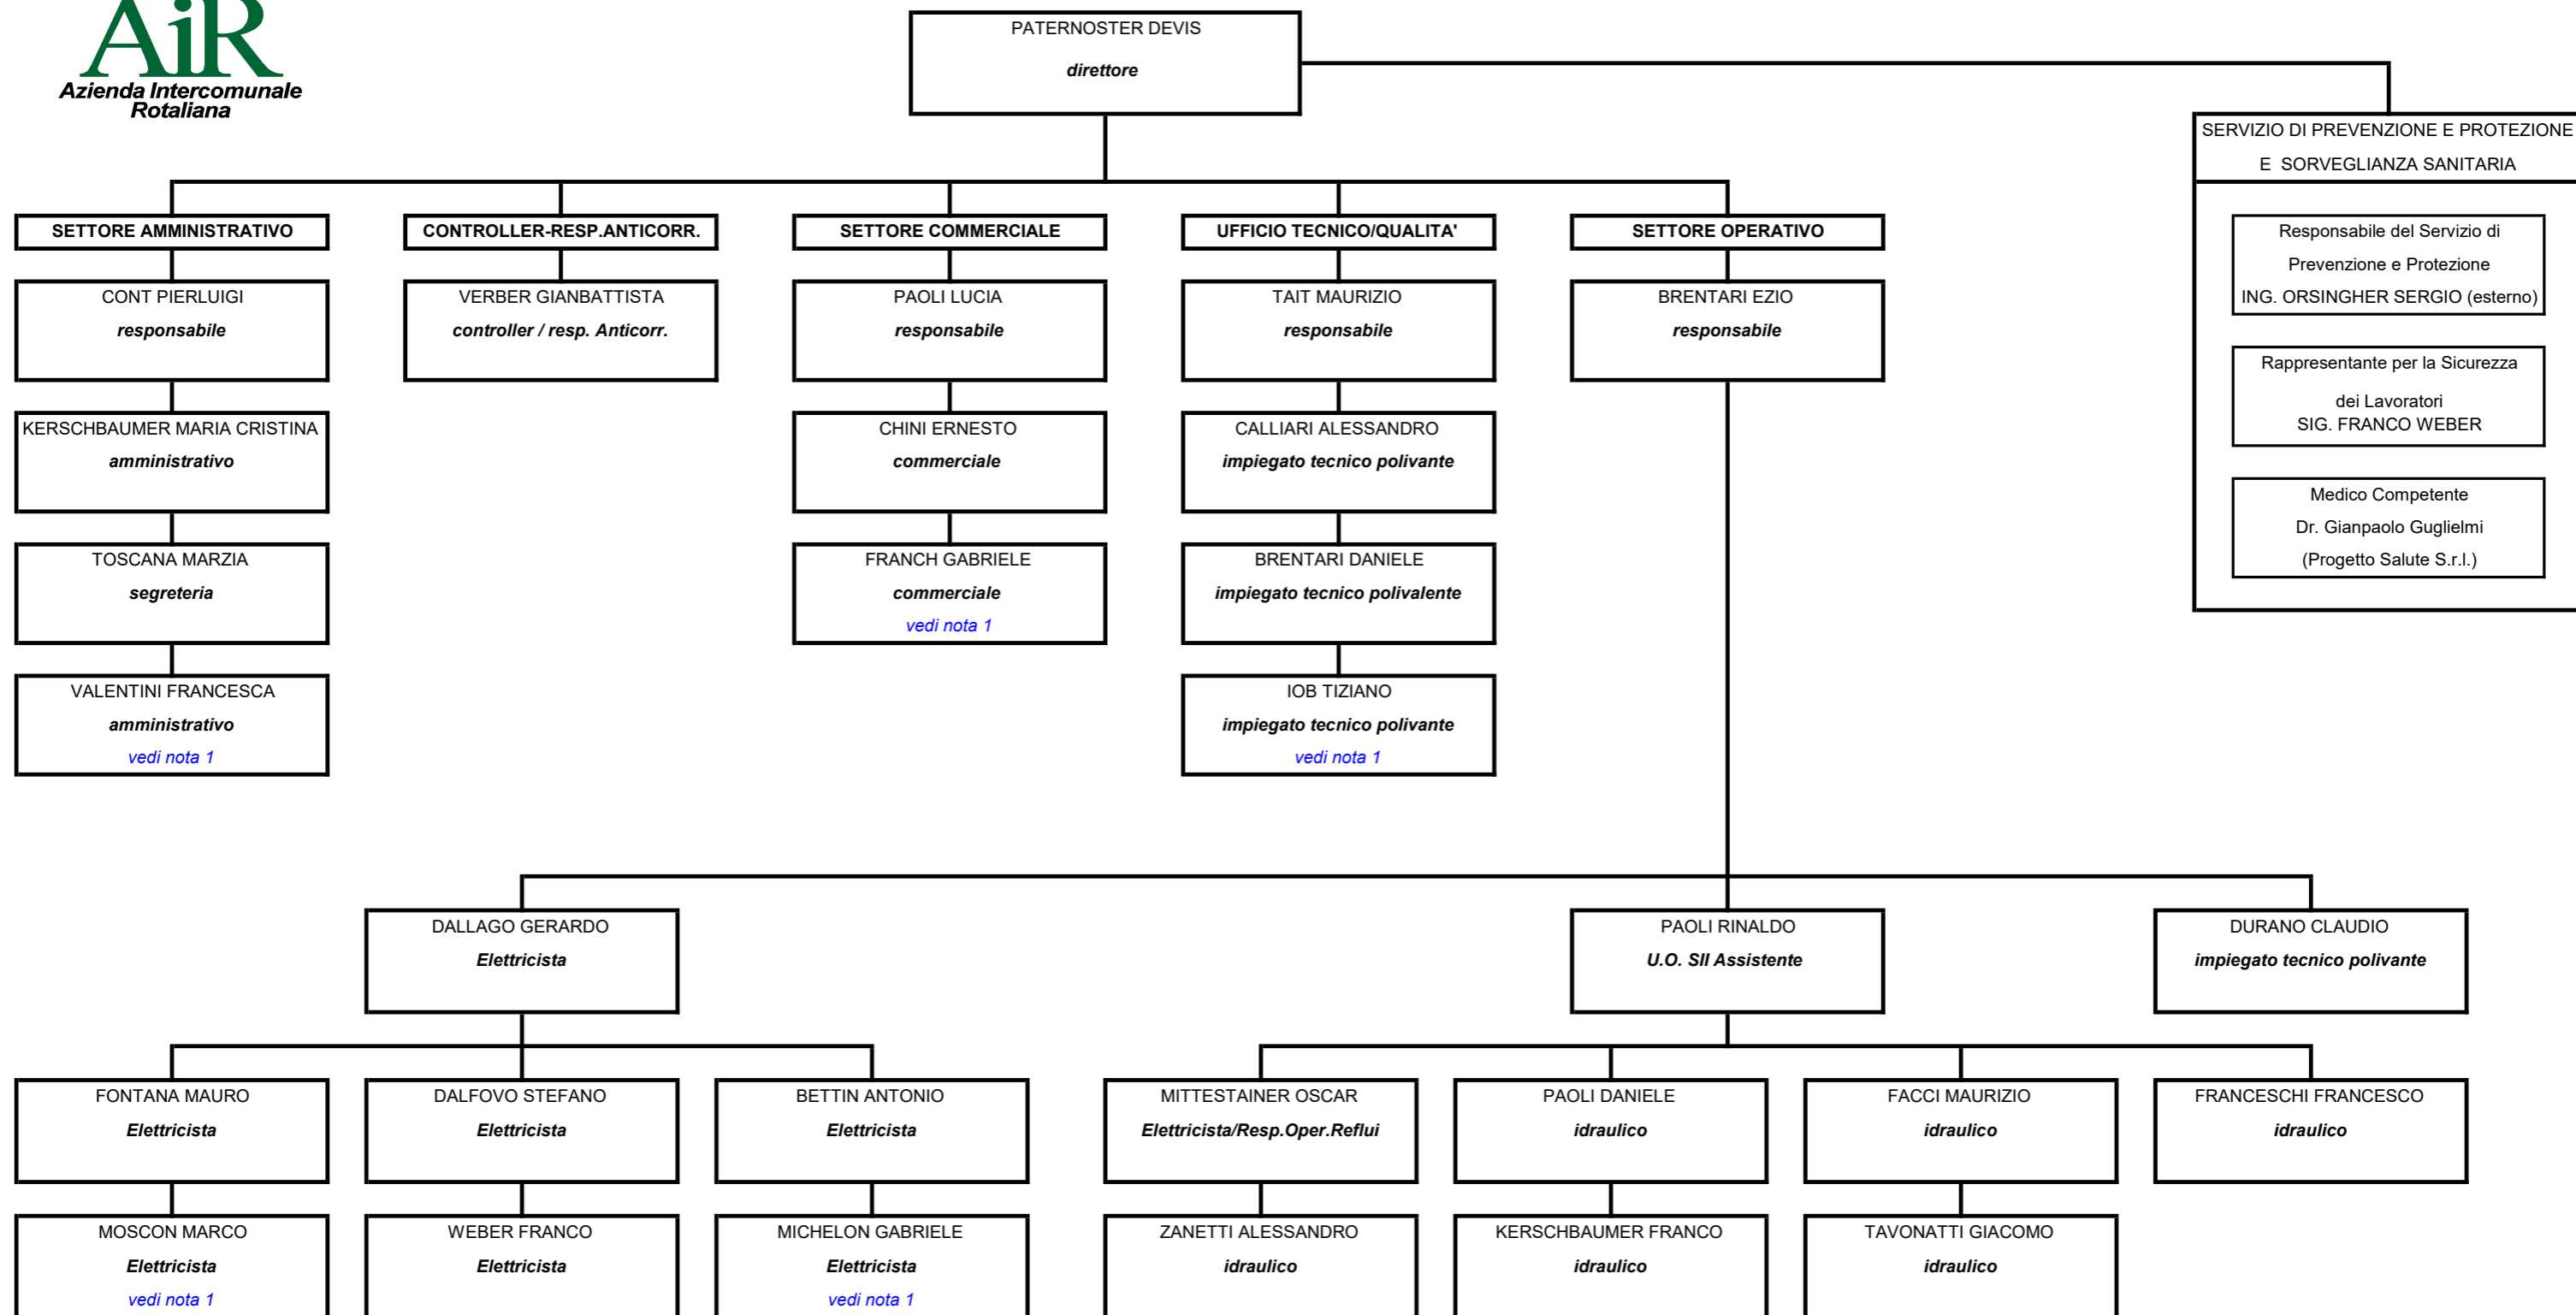 AiR
Azienda Intercomunale
Rotaliana
PATERNOSTER DEVIS
direttore
SERVIZIO DI PREVENZIONE E PROTEZIONE
E SORVEGLIANZA SANITARIA
Responsabile del Servizio di
Prevenzione e Protezione
ING. ORSINGHER SERGIO (esterno)
Rappresentante per la Sicurezza
dei Lavoratori
SIG. FRANCO WEBER
Medico Competente
Dr. Gianpaolo Guglielmi
(Progetto Salute S.r.l.)
SETTORE AMMINISTRATIVO
CONT PIERLUIGI
responsabile
KERSCHBAUMER MARIA CRISTINA
amministrativo
TOSCANA MARZIA
segreteria
VALENTINI FRANCESCA
amministrativo
vedi nota 1
CONTROLLER-RESP.ANTICORR.
VERBER GIANBATTISTA
controller / resp. Anticorr.
SETTORE COMMERCIALE
PAOLI LUCIA
responsabile
CHINI ERNESTO
commerciale
FRANCH GABRIELE
commerciale
vedi nota 1
UFFICIO TECNICO/QUALITA'
TAIT MAURIZIO
responsabile
CALLIARI ALESSANDRO
impiegato tecnico polivante
BRENTARI DANIELE
impiegato tecnico polivalente
IOB TIZIANO
impiegato tecnico polivante
vedi nota 1
SETTORE OPERATIVO
BRENTARI EZIO
responsabile
DALLAGO GERARDO
Elettricista
PAOLI RINALDO
U.O. SII Assistente
DURANO CLAUDIO
impiegato tecnico polivante
FONTANA MAURO
Elettricista
DALFOVO STEFANO
Elettricista
BETTIN ANTONIO
Elettricista
MITTESTAINER OSCAR
Elettricista/Resp.Oper.Reflui
PAOLI DANIELE
idraulico
FACCI MAURIZIO
idraulico
FRANCESCHI FRANCESCO
idraulico
MOSCON MARCO
Elettricista
vedi nota 1
WEBER FRANCO
Elettricista
MICHELON GABRIELE
Elettricista
vedi nota 1
ZANETTI ALESSANDRO
idraulico
KERSCHBAUMER FRANCO
idraulico
TAVONATTI GIACOMO
idraulico